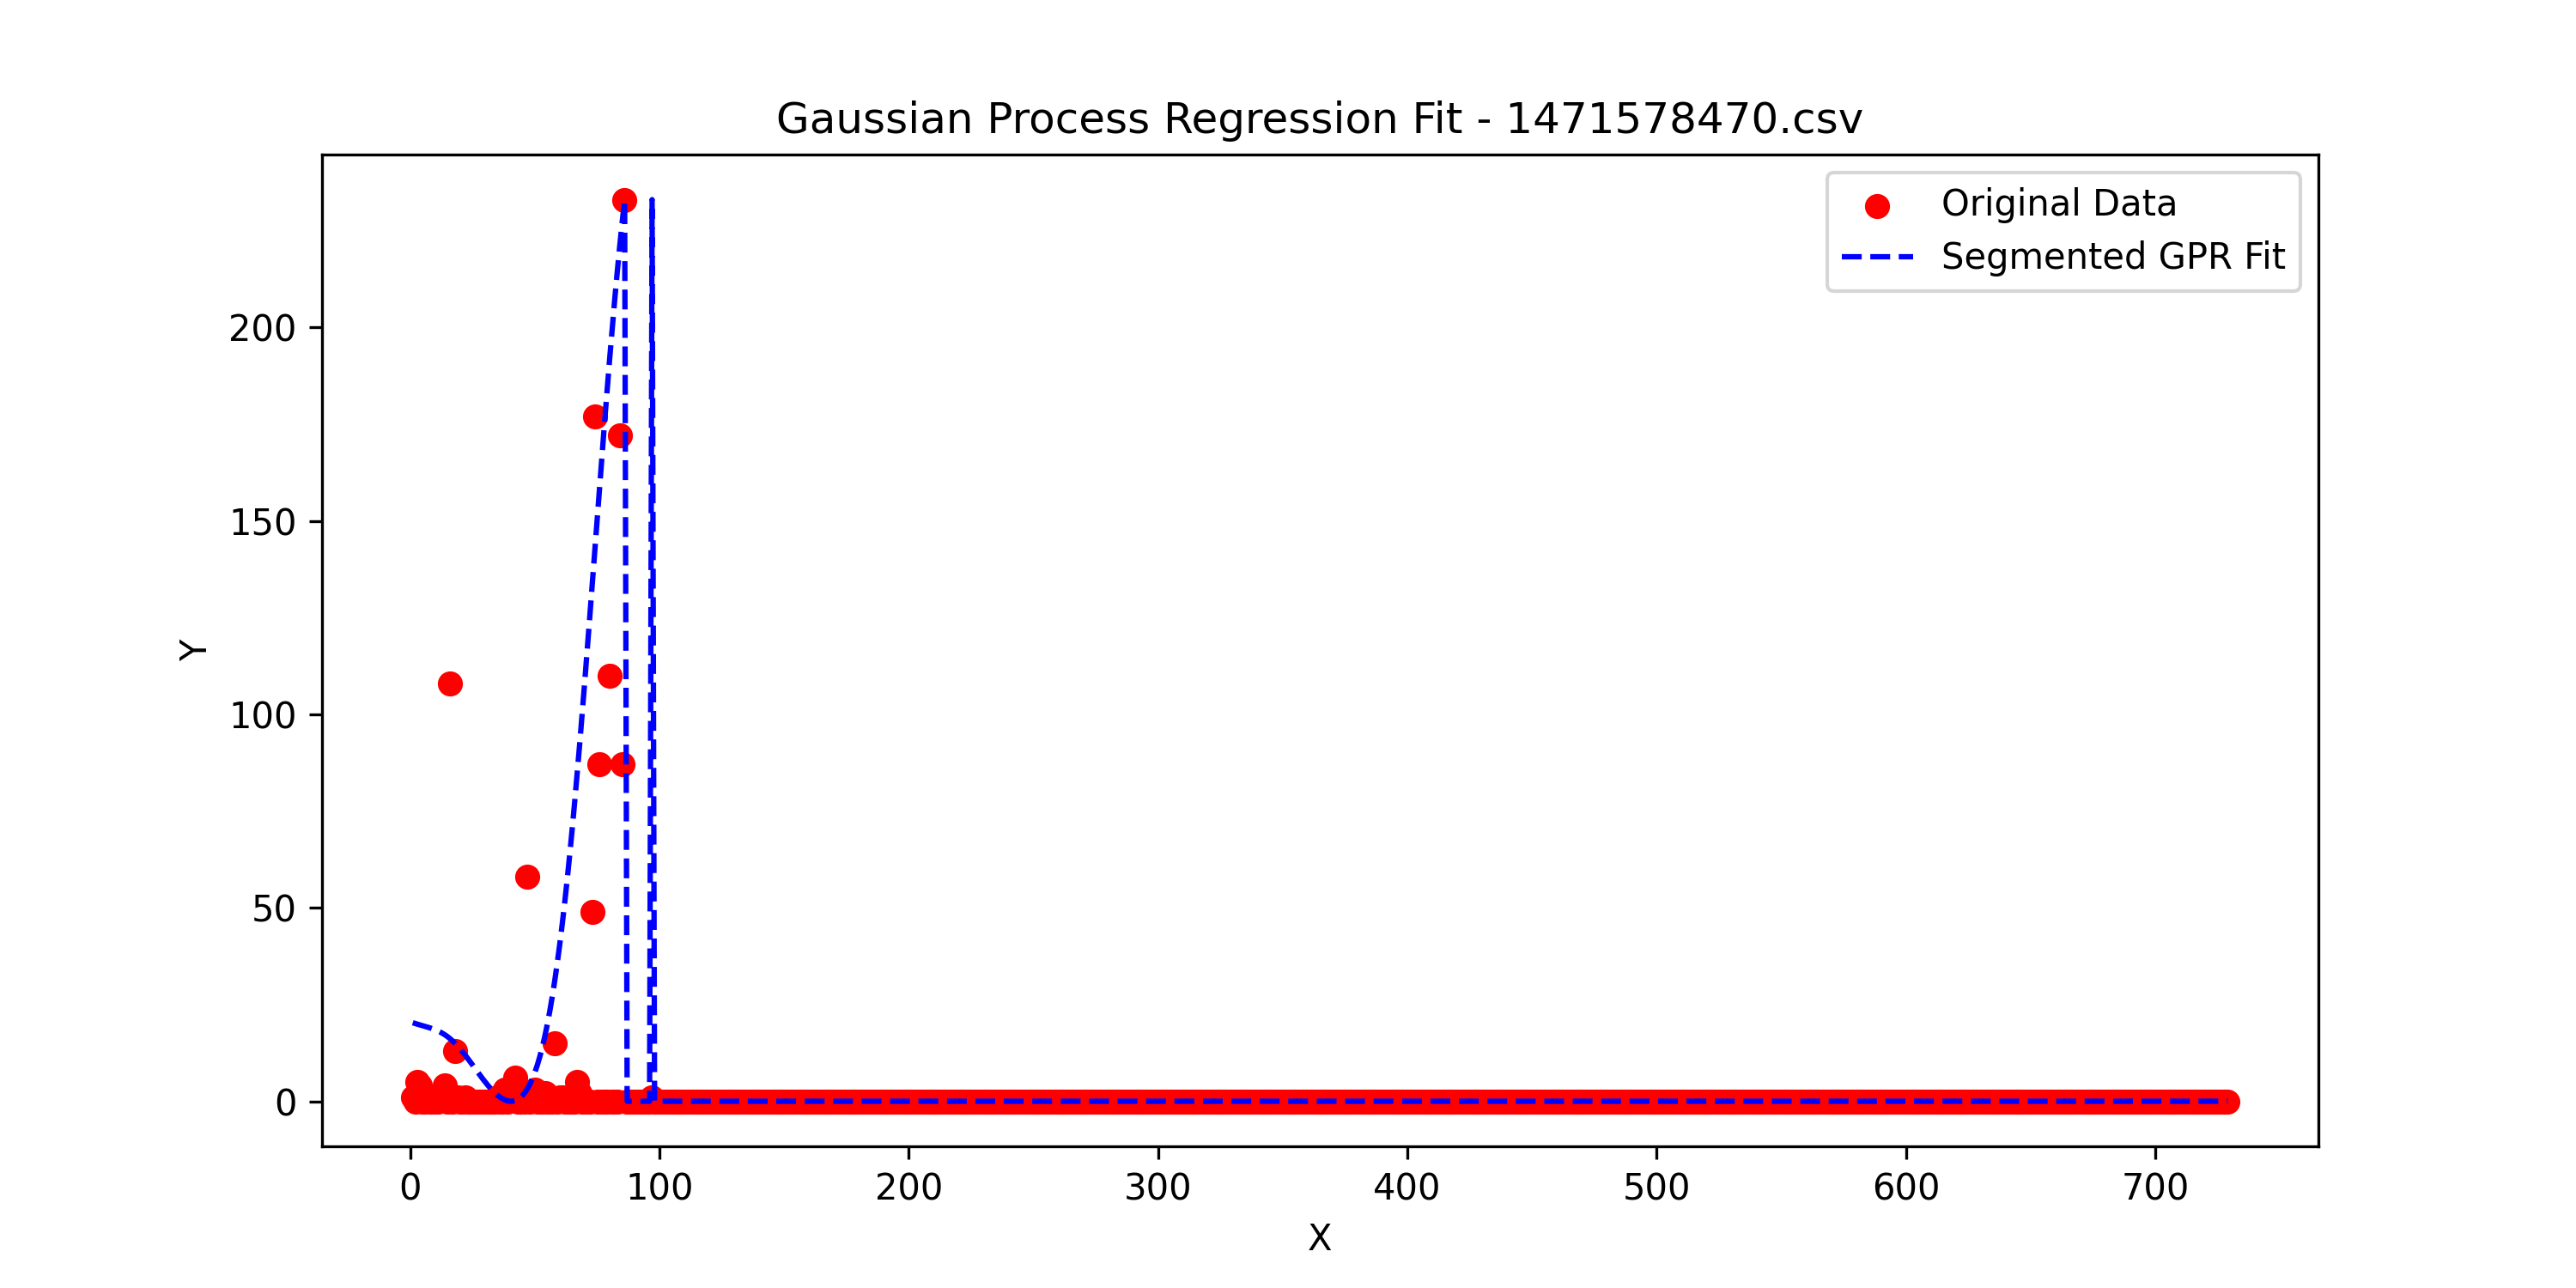 Gaussian Process Regression Fit - 1471578470.csv
Original Data
Segmented GPR Fit
200
150
100
50
0
Y
0 100 200 300 400 500 600 700
X